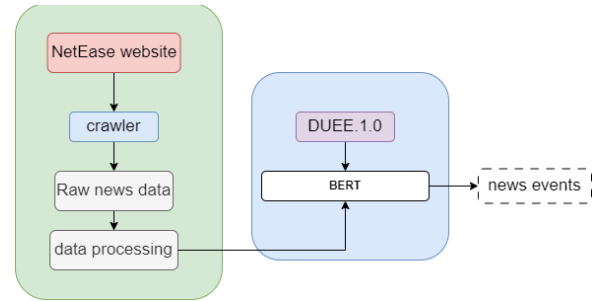 NetEase website
crawler
Raw news data
data processing
DUEE.1.0
BERT
news events